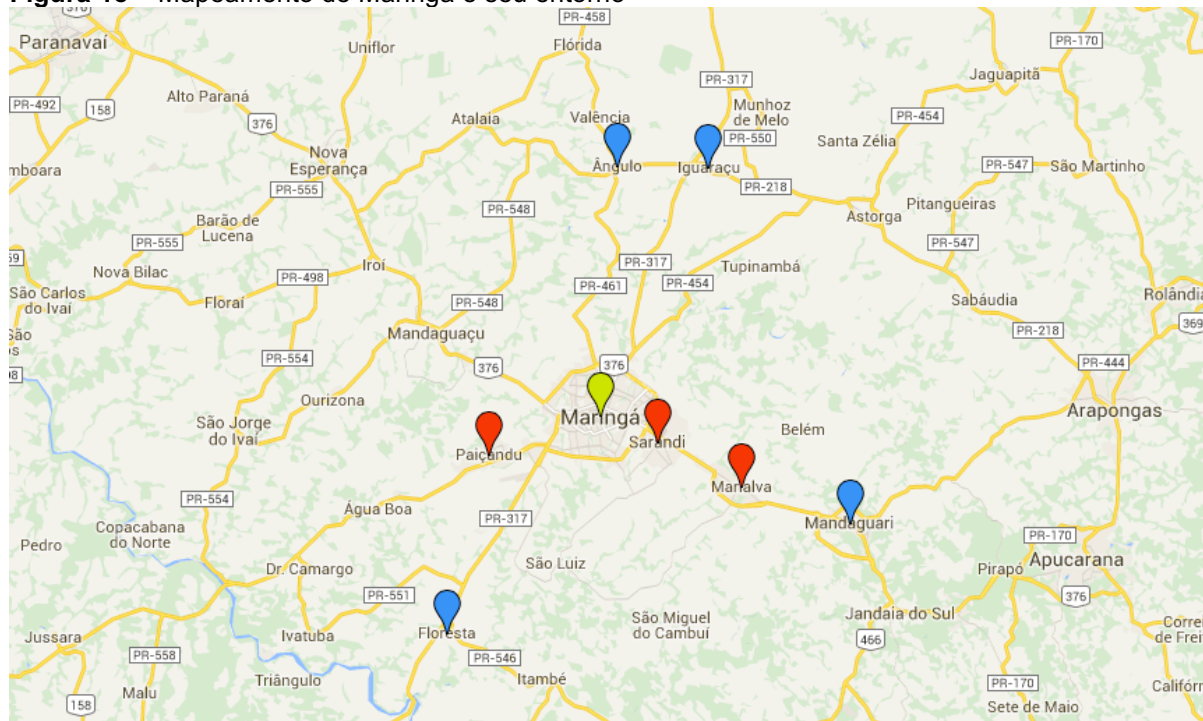 PR-458
PR-170
Paranavaí
Uniflor
Flórida
Jaguapitã
PR-317
PR-492
158
Alto Paraná
Munhoz
de Melo
376
Atalaia
Valência
PR-454
PR-550
Santa Zélia
Nova
Esperança
mboara
Ângulo
Iguaraçu
PR-547
São Martinho
PR-555
PR-218
PR-548
Pitangueiras
Astorga
Barão de
Lucena
PR-555
PR-547
59
Nova Bilac
Iroí
PR-317
Tupinambá
PR-498
PR-454
São Carlos
do Ivaí
Floraí
PR-461
Sabáudia
Rolândia
PR-548
São
os
Mandaguaçu
PR-218
369
PR-554
376
376
PR-444
98
Ourizona
Maringá
Arapongas
São Jorge
do Ivaí
Belém
Sarandi
Paiçandu
Marialva
PR-554
Água Boa
PR-317
Mandaguari
Copacabana
do Norte
PR-170
Pedro
São Luiz
Apucarana
Dr. Camargo
Pirapó
PR-551
376
São Miguel
do Cambuí
Jandaia do Sul
Jussara
Ivatuba
Floresta
466
Correi
de Frei
PR-558
PR-546
Triângulo
Itambé
Malu
PR-170
Califór
158
Sete de Maio